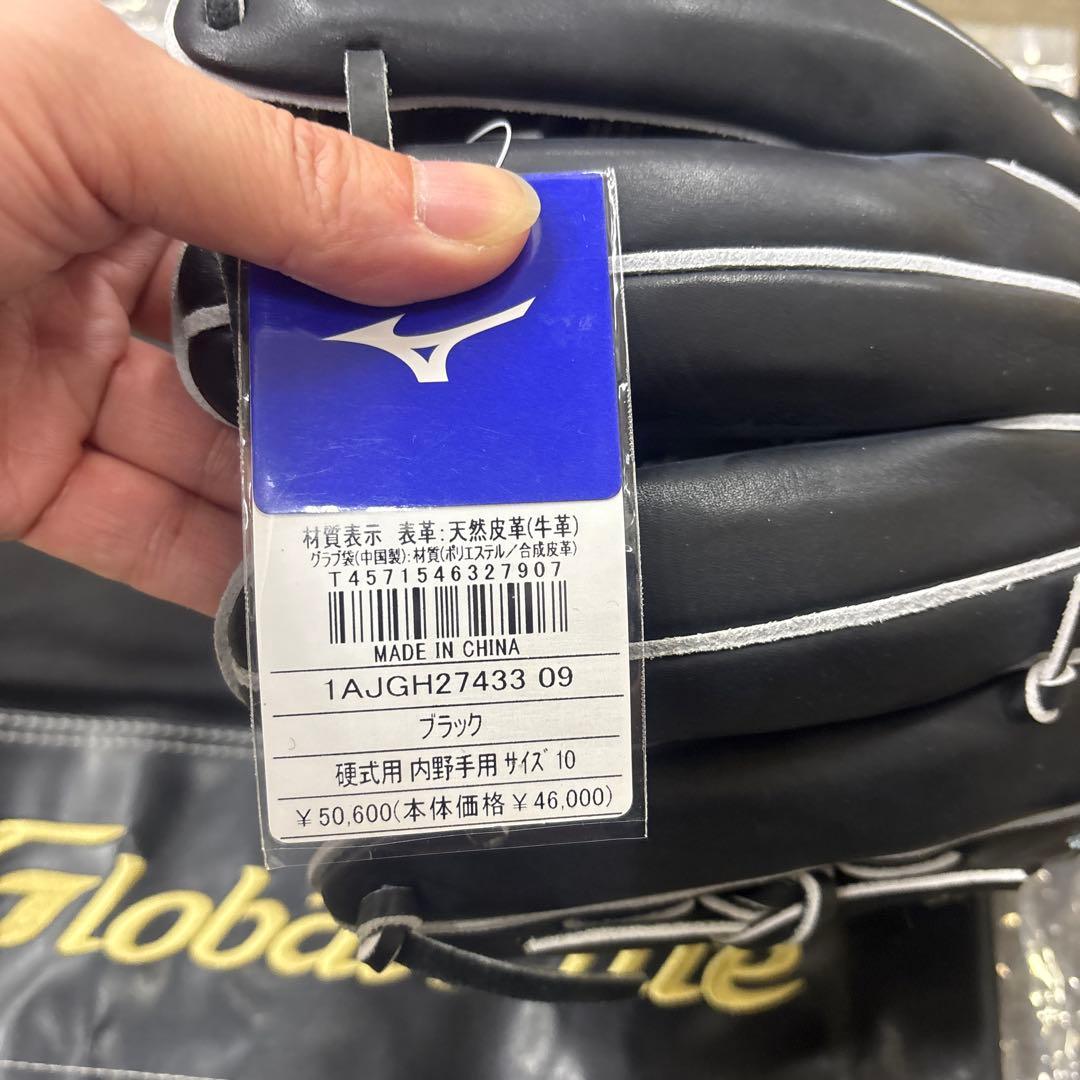 材質表示 表革:天然皮革(牛革)
グラブ袋(中国製):材質(ポリエステル/合成皮革)
T4571546327907
MADE IN CHINA
1AJGH27433 09
ブラック
硬式用 内野手用 サイズ 10
¥50,600(本体価格¥46,000)